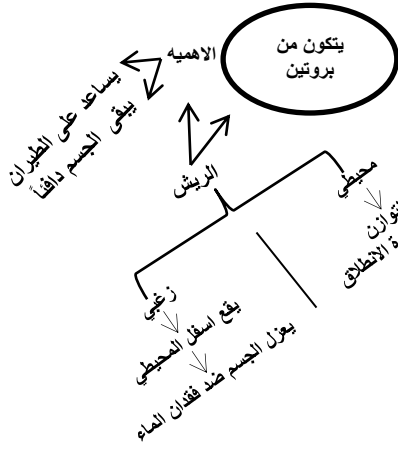 يتكون من
بروتين
الاهميه
يساعد على الطيران
يبقى الجسم دافئاً
الريش
محيطي
زغبي
يقع اسفل المحيطي
يعزل الجسم ضد فقدان الماء
الانطلاق